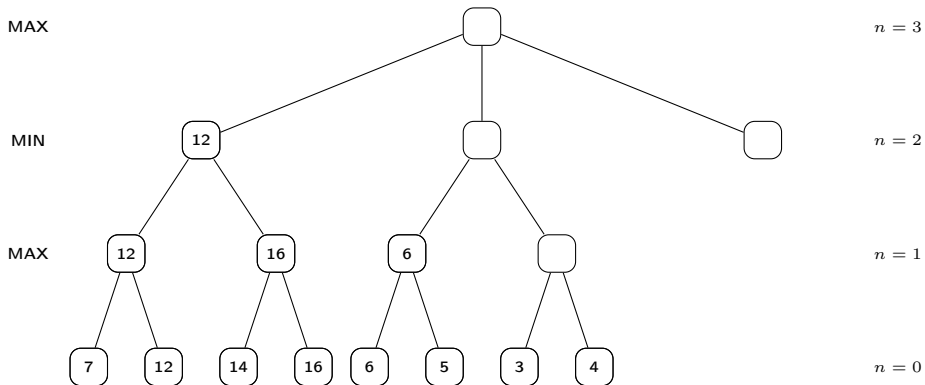 MAX n = 3
MIN 12 n = 2
MAX 12 16 6 n = 1
7 12 14 16 6 5 3 4 n = 0